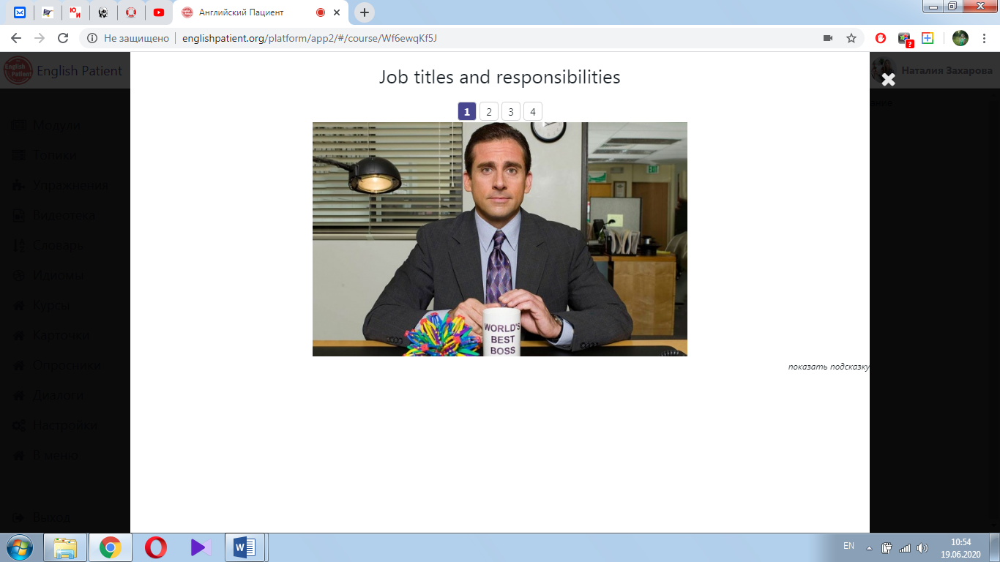 Английский Пациент
Не защищено
englishpatient.org/platform/app2/#/course/Wf6ewqKf5J
English Patient
English Patient
Наталия Захарова
Job titles and responsibilities
1 2 3 4
Модули
Топики
Упражнения
Видеотека
Словарь
Идиомы
Курсы
Карточки
Опросники
Диалоги
Настройки
В меню
Выход
WORLD'S
BEST
BOSS
показать подсказку
EN
10:54
19.06.2020